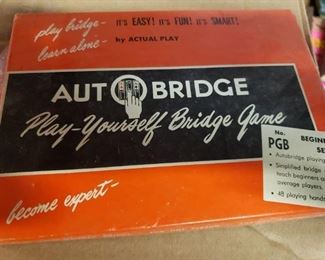 play bridge-
learn alone-
IT'S EASY! IT'S FUN! IT'S SMART!
by ACTUAL PLAY
AUTOBRIDGE
Play-Yourself Bridge Game
become expert-
No.
PGB
BEGINNE
SE
• Autobridge playing
• Simplified bridge
teach beginners a
average players.
• 48 playing hands